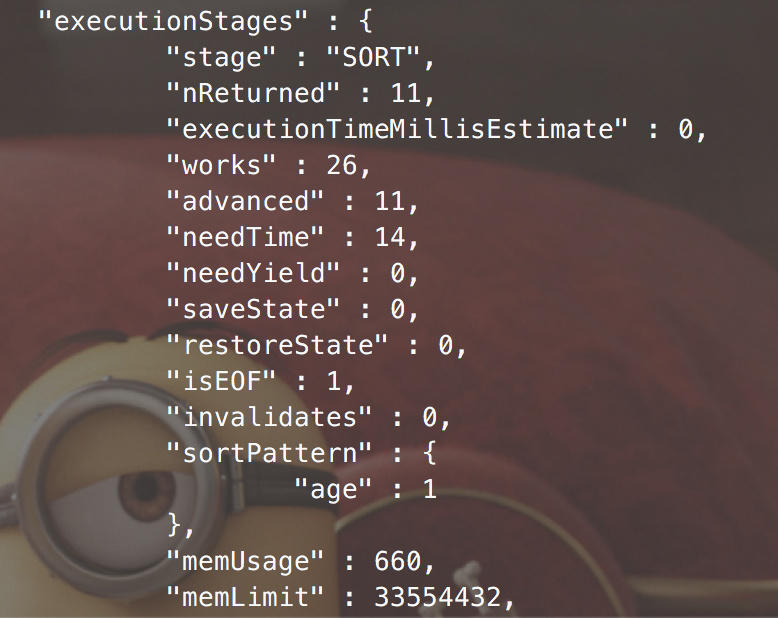 "executionStages" : {
"stage" : "SORT",
"nReturned" : 11,
"executionTimeMillisEstimate" : 0,
"works" : 26,
"advanced" : 11,
"needTime" : 14,
"needYield" : 0,
"saveState" : 0,
"restoreState" : 0,
"isEOF" : 1,
"invalidates" : 0,
"sortPattern" : {
"age" : 1
},
"memUsage" : 660,
"memLimit" : 33554432,